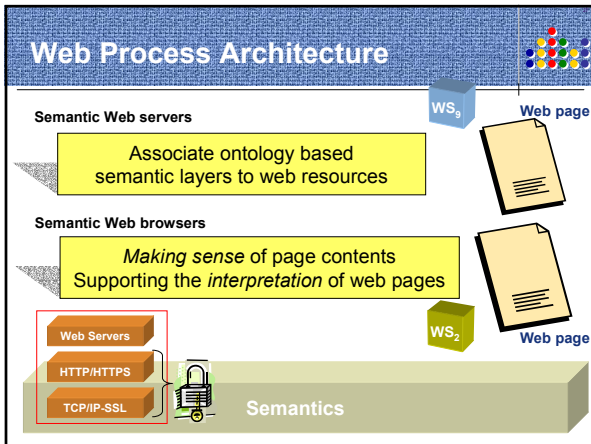 Web Process Architecture
Semantic Web servers
WS9
Web page
Associate ontology based
semantic layers to web resources
Semantic Web browsers
Making sense of page contents
Supporting the interpretation of web pages
WS2
Web page
Web Servers
HTTP/HTTPS
TCP/IP-SSL
Semantics